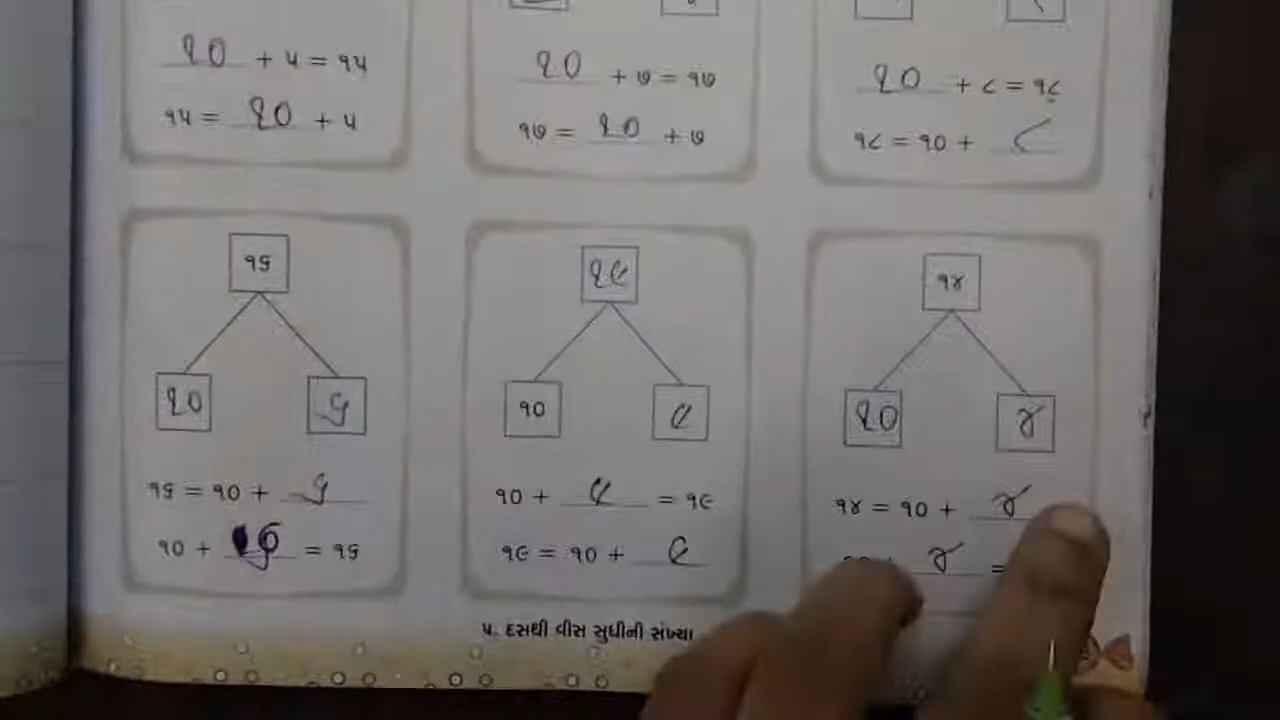 ૧૦ + ૫ = ૧૫
૧૫ = ૧૦ + ૫
૧૦ + ૭ = ૧૭
૧૭ = ૧૦ + ૭
૧૦ + ૮ = ૧૮
૧૮ = ૧૦ + ૮
૧૬
૧૦ ૬
૧૬ = ૧૦ + ૬
૧૦ + ૬ = ૧૬
૧૯
૧૦ ૯
૧૦ + ૯ = ૧૯
૧૯ = ૧૦ + ૯
૧૪
૧૦ ૪
૧૪ = ૧૦ + ૪
૪ =
૫. દસથી વીસ સુધીની સંખ્યા